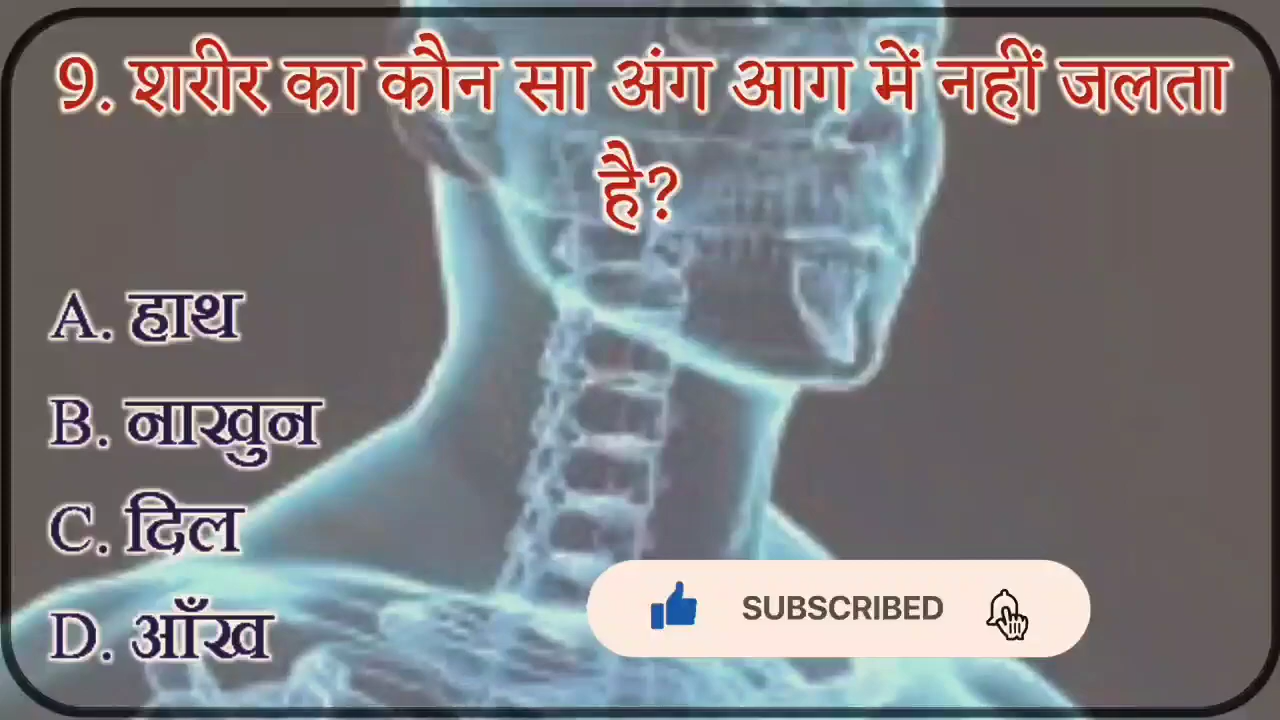 9. शरीर का कौन सा अंग आग में नहीं जलता
है?
A. हाथ
B. नाखुन
C. दिल
D. आँख
SUBSCRIBED